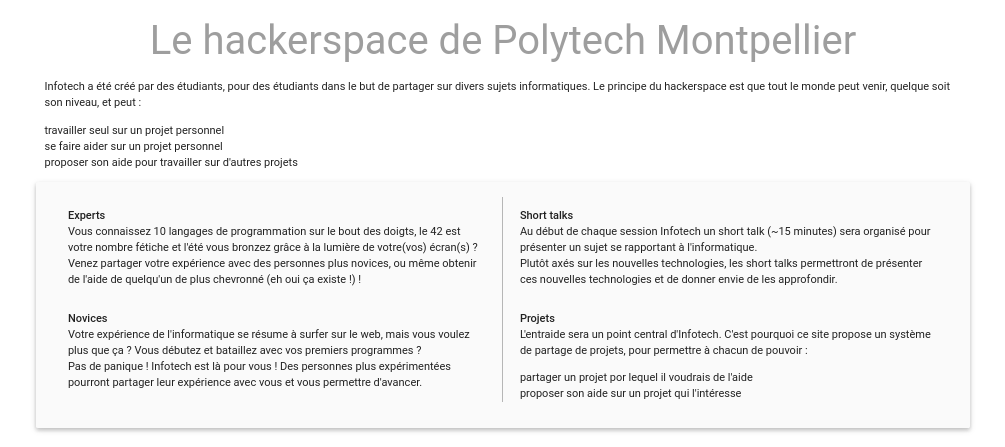 Le hackerspace de Polytech Montpellier
Infotech a été créé par des étudiants, pour des étudiants dans le but de partager sur divers sujets informatiques. Le principe du hackerspace est que tout le monde peut venir, quelque soit
son niveau, et peut :
travailler seul sur un projet personnel
se faire aider sur un projet personnel
proposer son aide pour travailler sur d'autres projets
Experts
Vous connaissez 10 langages de programmation sur le bout des doigts, le 42 est
votre nombre fétiche et l'été vous bronzez grâce à la lumière de votre(vos) écran(s) ?
Venez partager votre expérience avec des personnes plus novices, ou même obtenir
de l'aide de quelqu'un de plus chevronné (eh oui ça existe !) !
Novices
Votre expérience de l'informatique se résume à surfer sur le web, mais vous voulez
plus que ça ? Vous débutez et bataillez avec vos premiers programmes ?
Pas de panique ! Infotech est là pour vous ! Des personnes plus expérimentées
pourront partager leur expérience avec vous et vous permettre d'avancer.
Short talks
Au début de chaque session Infotech un short talk (~15 minutes) sera organisé pour
présenter un sujet se rapportant à l'informatique.
Plutôt axés sur les nouvelles technologies, les short talks permettront de présenter
ces nouvelles technologies et de donner envie de les approfondir.
Projets
L'entraide sera un point central d'Infotech. C'est pourquoi ce site propose un système
de partage de projets, pour permettre à chacun de pouvoir :
partager un projet por lequel il voudrais de l'aide
proposer son aide sur un projet qui l'intéresse